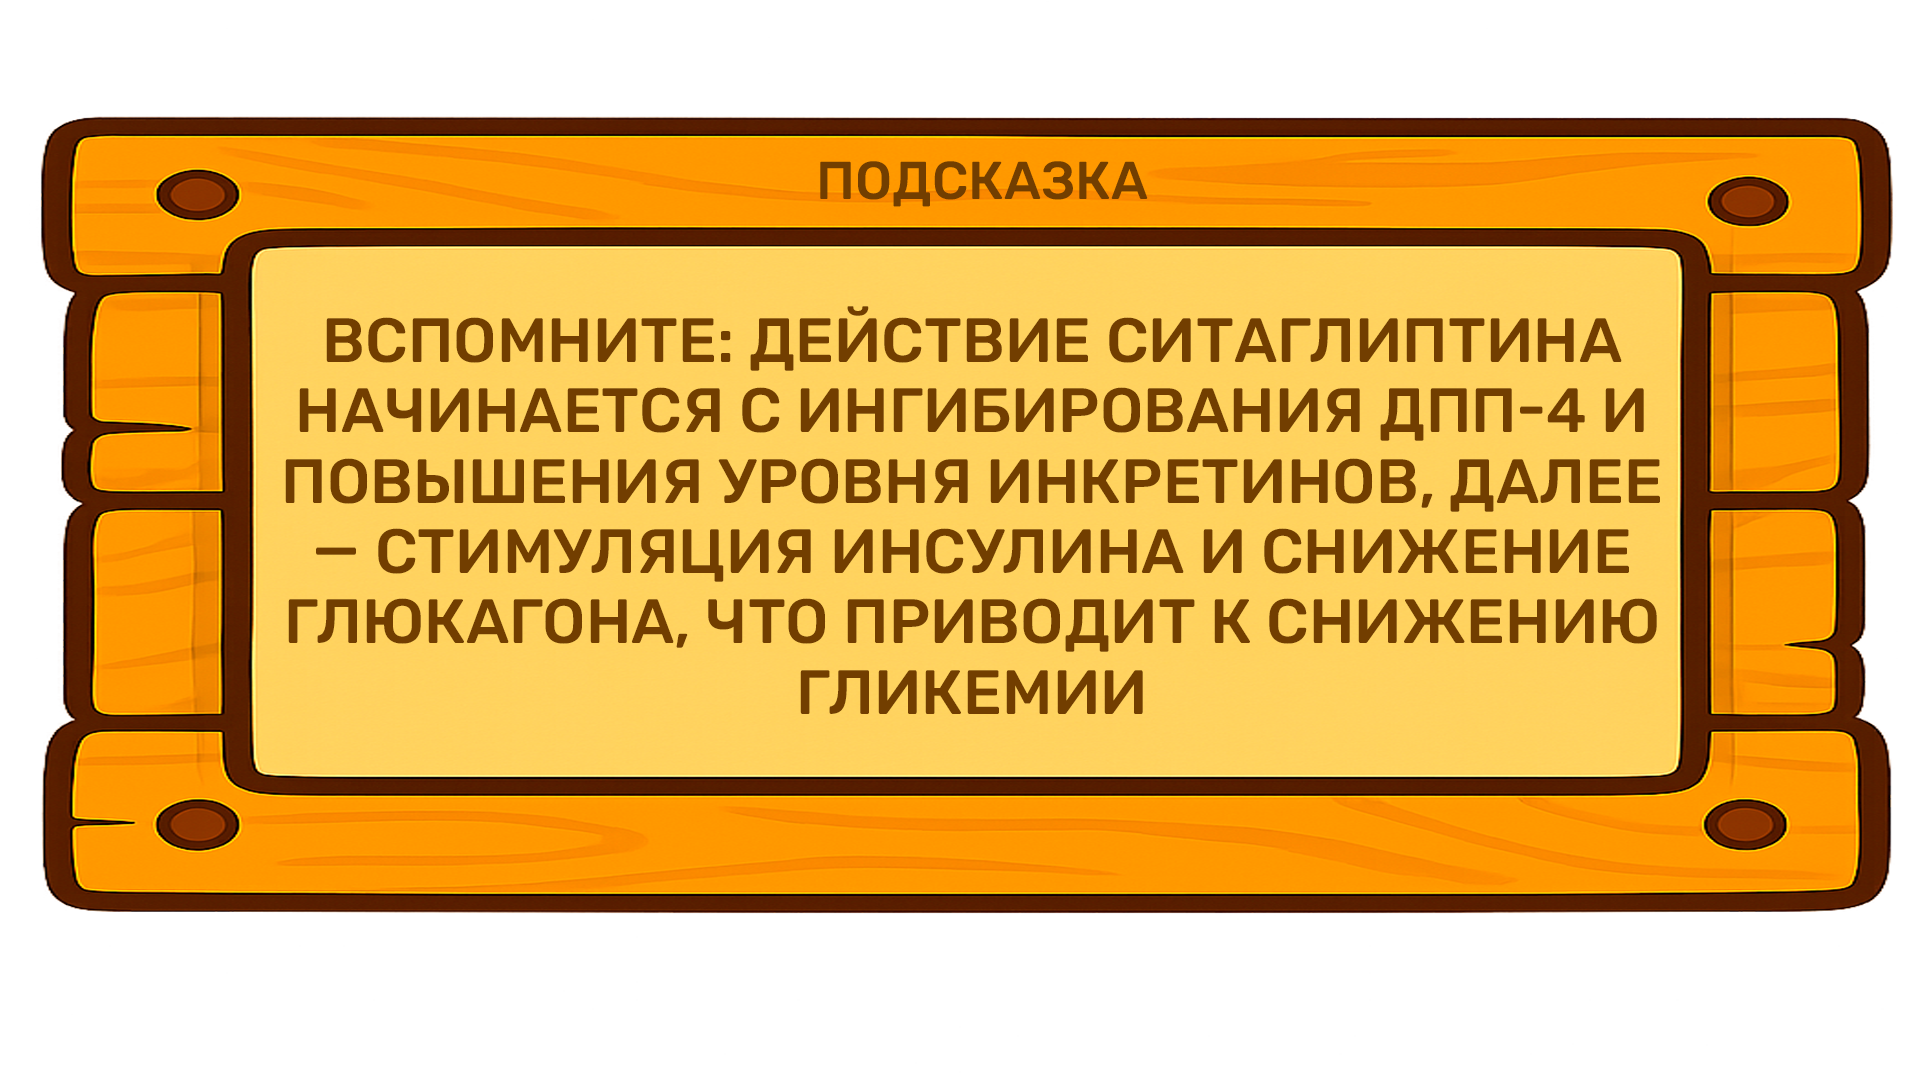 ПОДСКАЗКА
ВСПОМНИТЕ: ДЕЙСТВИЕ СИТАГЛИПТИНА
НАЧИНАЕТСЯ С ИНГИБИРОВАНИЯ ДПП-4 И
ПОВЫШЕНИЯ УРОВНЯ ИНКРЕТИНОВ, ДАЛЕЕ
— СТИМУЛЯЦИЯ ИНСУЛИНА И СНИЖЕНИЕ
ГЛЮКАГОНА, ЧТО ПРИВОДИТ К СНИЖЕНИЮ
ГЛИКЕМИИ